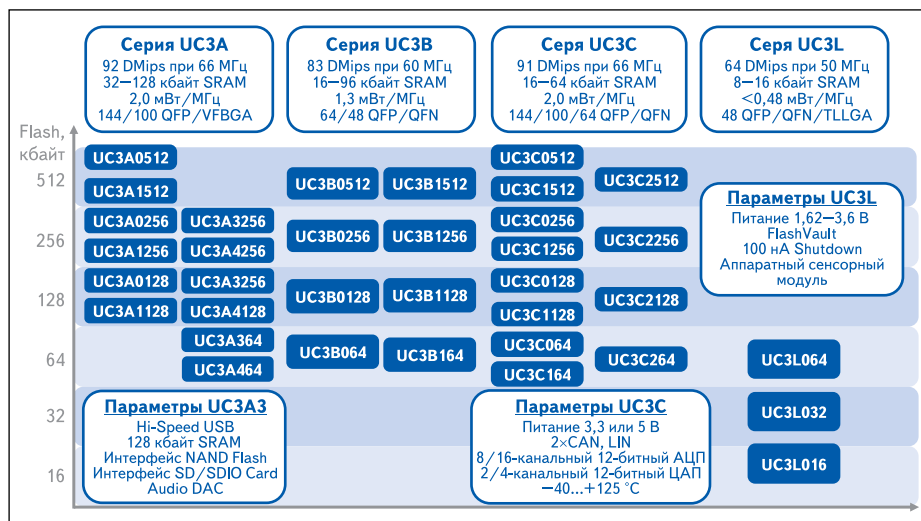 Серия UC3A
92 DMips при 66 МГц
32—128 кбайт SRAM
2,0 мВт/МГц
144/100 QFP/VFBGA
Серия UC3B
83 DMips при 60 МГц
16—96 кбайт SRAM
1,3 мВт/МГц
64/48 QFP/QFN
Серя UC3C
91 DMips при 66 МГц
16—64 кбайт SRAM
2,0 мВт/МГц
144/100/64 QFP/QFN
Серя UC3L
64 DMips при 50 МГц
8—16 кбайт SRAM
<0,48 мВт/МГц
48 QFP/QFN/TLLGA
Flash,
кбайт
512
UC3A0512
UC3A1512
UC3B0512 UC3B1512
UC3C0512
UC3C1512
UC3C2512
256
UC3A0256 UC3A3256
UC3A1256 UC3A4256
UC3B0256 UC3B1256
UC3C0256
UC3C1256
UC3C2256
128
UC3A0128 UC3A3256
UC3A1128 UC3A4128
UC3B0128 UC3B1128
UC3C0128
UC3C1128
UC3C2128
64
UC3A364
UC3A464
UC3B064 UC3B164
UC3C064
UC3C164
UC3C264
UC3L064
32
UC3L032
16
UC3L016
Параметры UC3L
Питание 1,62—3,6 В
FlashVault
100 нА Shutdown
Аппаратный сенсорный
модуль
Параметры UC3A3
Hi-Speed USB
128 кбайт SRAM
Интерфейс NAND Flash
Интерфейс SD/SDIO Card
Audio DAC
Параметры UC3C
Питание 3,3 или 5 В
2×CAN, LIN
8/16-канальный 12-битный АЦП
2/4-канальный 12-битный ЦАП
—40...+125 °C